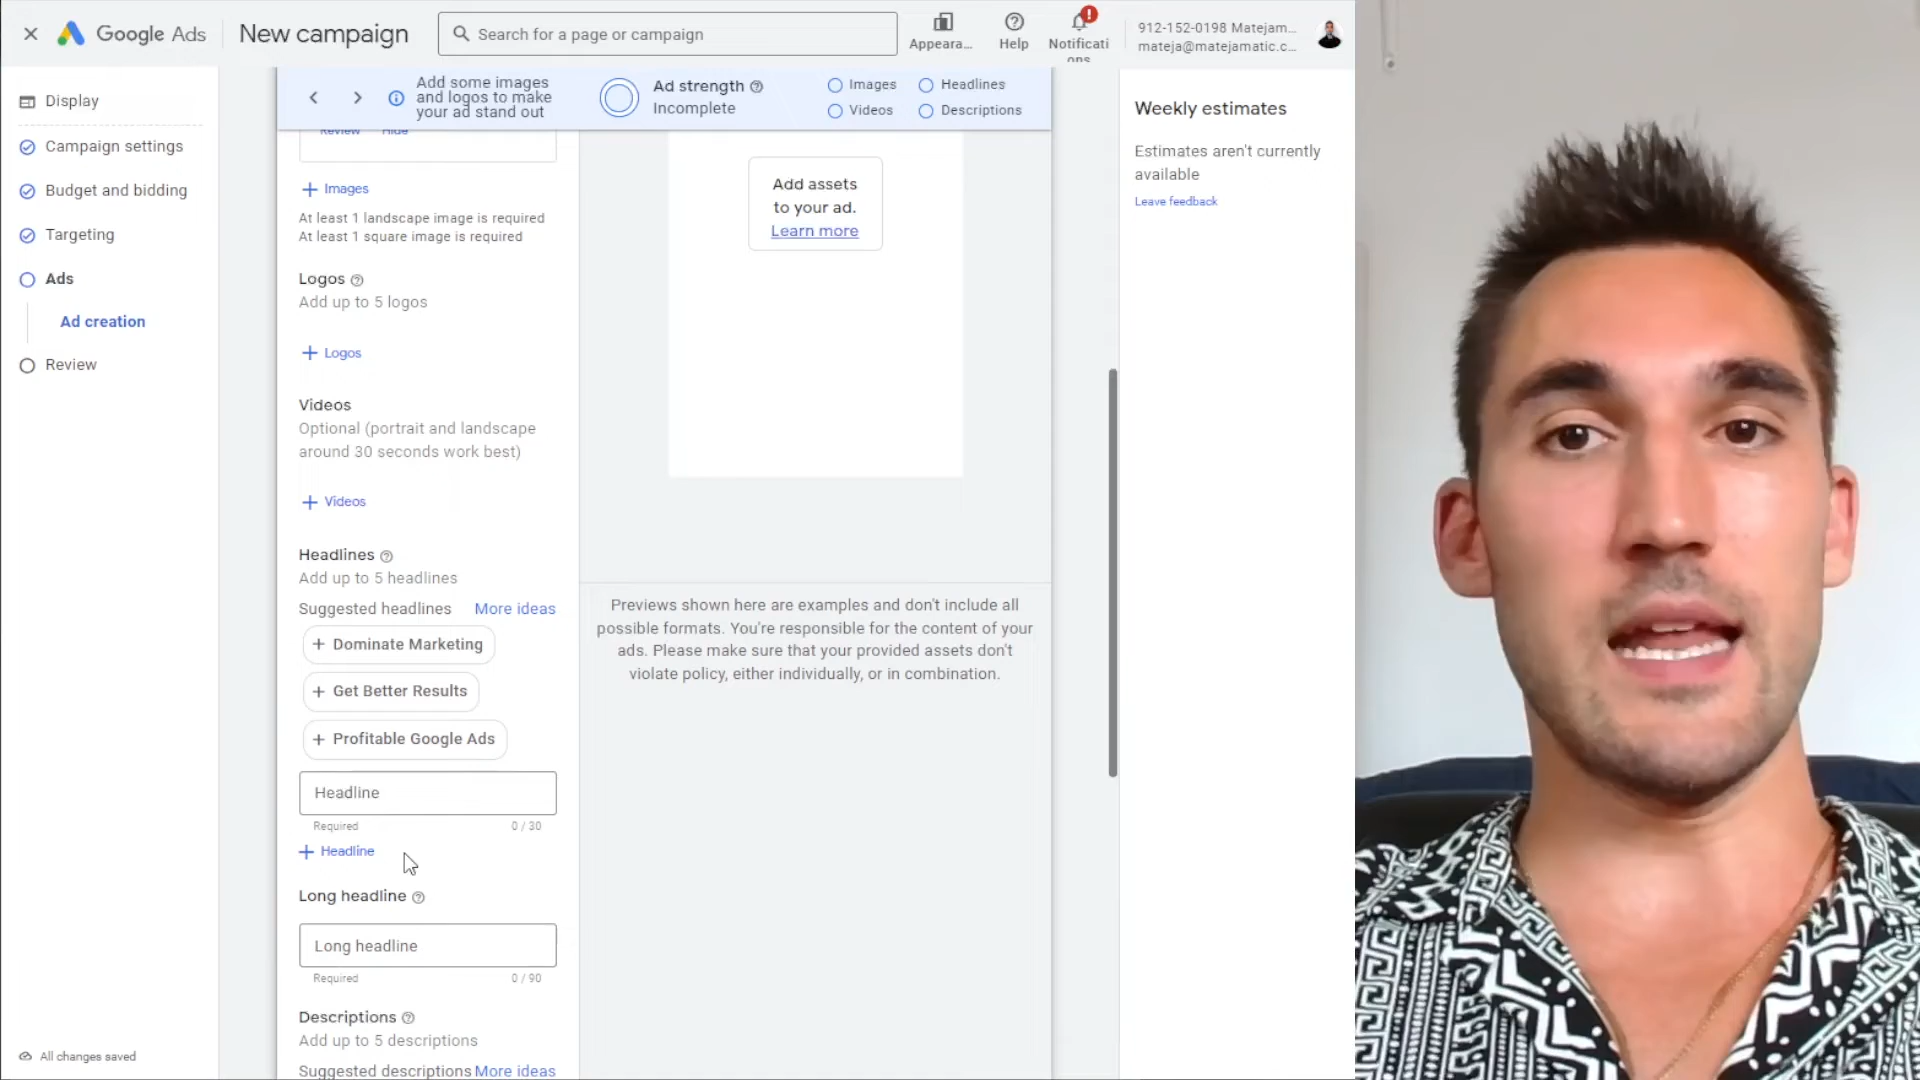 Google Ads
New campaign
Search for a page or campaign
Appeara...
Help
Notificati
ons
912-152-0198 Matejam...
mateja@matejamatic.c...
Display
Campaign settings
Budget and bidding
Targeting
Ads
Ad creation
Review
All changes saved
Add some images
and logos to make
your ad stand out
Ad strength
Incomplete
Images
Headlines
Videos
Descriptions
Review Hide
+ Images
At least 1 landscape image is required
At least 1 square image is required
Logos
Add up to 5 logos
+ Logos
Videos
Optional (portrait and landscape
around 30 seconds work best)
+ Videos
Headlines
Add up to 5 headlines
Suggested headlines More ideas
+ Dominate Marketing
+ Get Better Results
+ Profitable Google Ads
Headline
Required 0 / 30
+ Headline
Long headline
Long headline
Required 0 / 90
Descriptions
Add up to 5 descriptions
Suggested descriptions More ideas
Add assets
to your ad.
Learn more
Previews shown here are examples and don't include all
possible formats. You're responsible for the content of your
ads. Please make sure that your provided assets don't
violate policy, either individually, or in combination.
Weekly estimates
Estimates aren't currently
available
Leave feedback